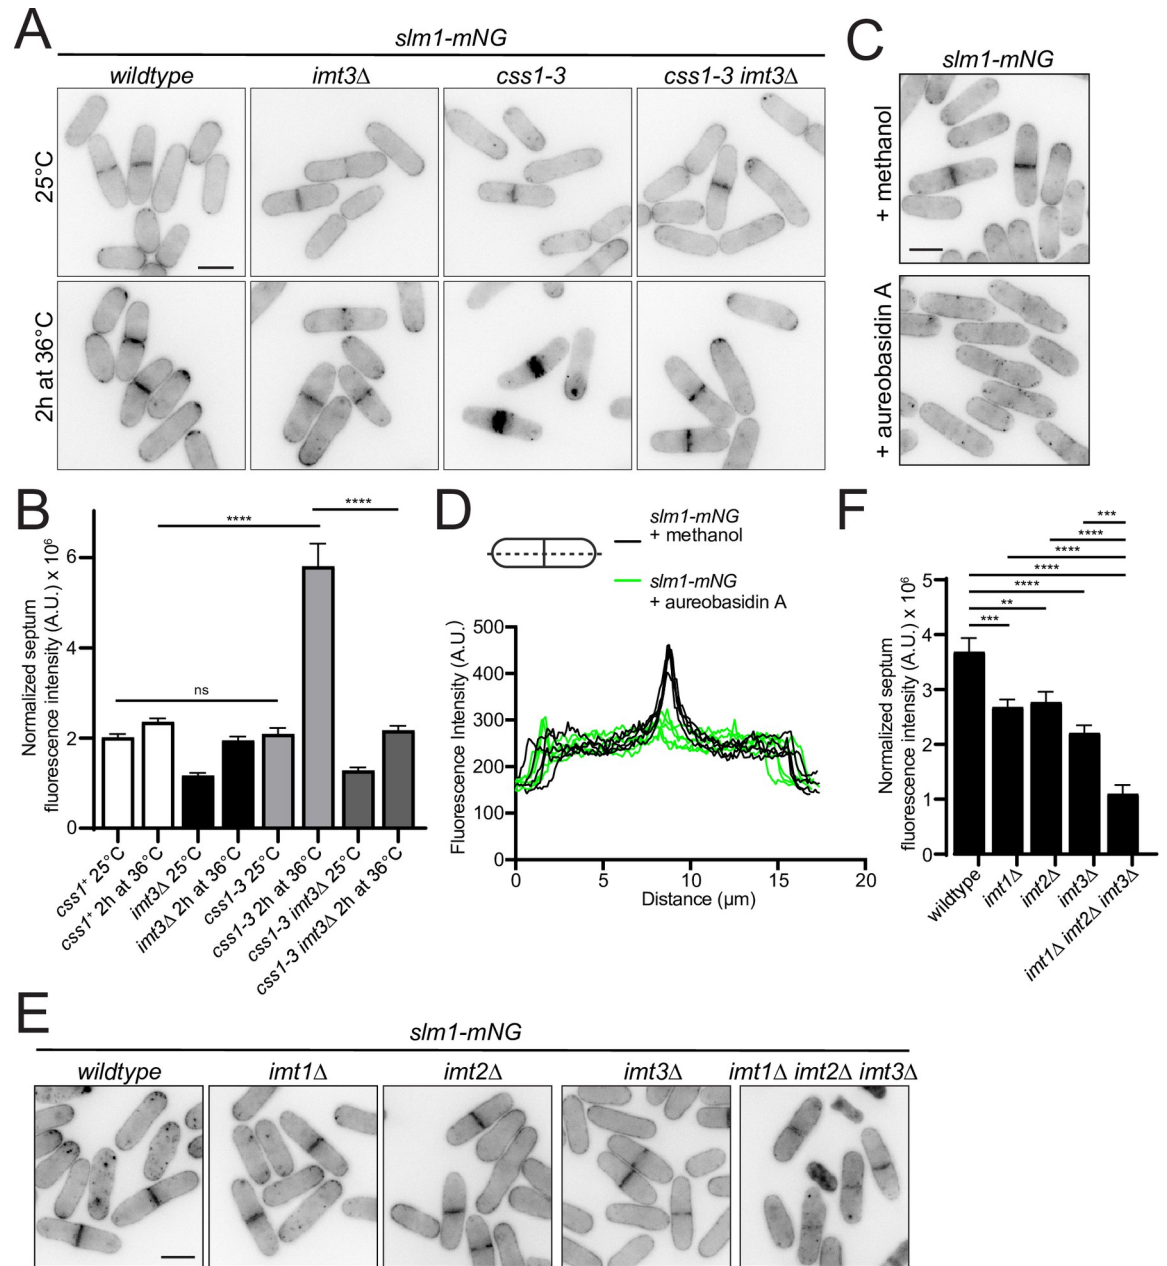 A
slm1-mNG
wildtype
imt3Δ
css1-3
css1-3 imt3Δ
25°C
2h at 36°C
C
slm1-mNG
+ methanol
+ aureobasidin A
B
Normalized septum
fluorescence intensity (A.U.) x 10⁶
6
4
2
0
ns
****
****
css1⁺ 25°C
css1⁺ 2h at 36°C
imt3Δ 25°C
imt3Δ 2h at 36°C
css1-3 25°C
css1-3 2h at 36°C
css1-3 imt3Δ 25°C
css1-3 imt3Δ 2h at 36°C
D
slm1-mNG
+ methanol
slm1-mNG
+ aureobasidin A
Fluorescence Intensity (A.U.)
500
400
300
200
100
0
0
5
10
15
20
Distance (µm)
F
***
****
****
****
****
**
***
Normalized septum
fluorescence intensity (A.U.) x 10⁶
5
4
3
2
1
0
wildtype
imt1Δ
imt2Δ
imt3Δ
imt1Δ imt2Δ imt3Δ
E
slm1-mNG
wildtype
imt1Δ
imt2Δ
imt3Δ
imt1Δ imt2Δ imt3Δ